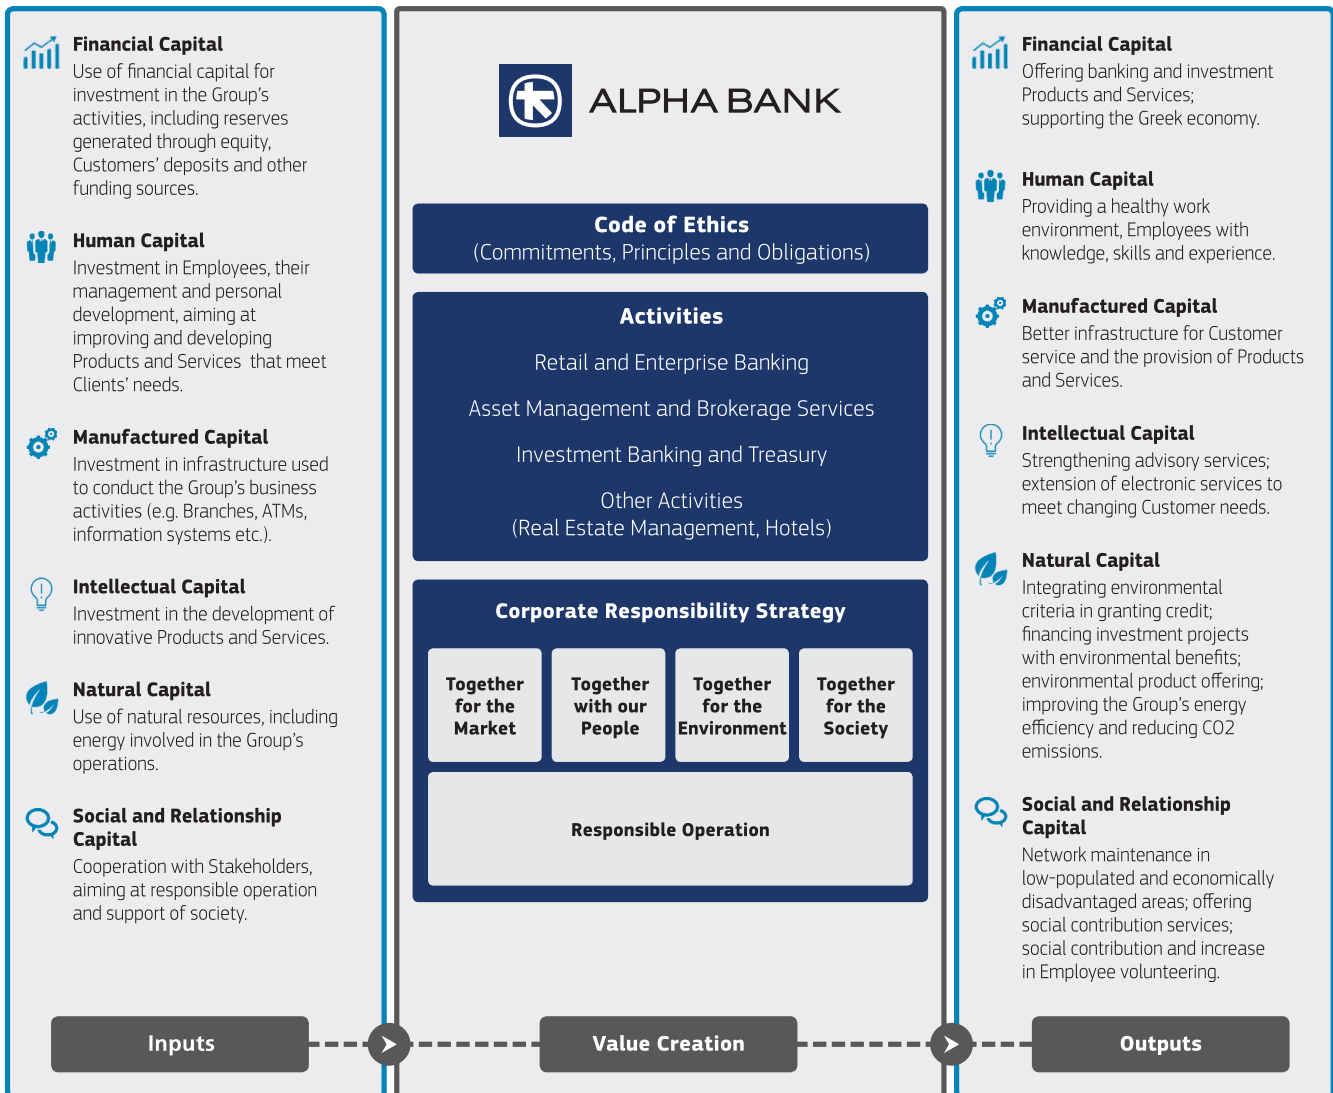 Financial Capital
Use of financial capital for
investment in the Group's
activities, including reserves
generated through equity,
Customers' deposits and other
funding sources.
Human Capital
Investment in Employees, their
management and personal
development, aiming at
improving and developing
Products and Services that meet
Clients' needs.
Manufactured Capital
Investment in infrastructure used
to conduct the Group's business
activities (e.g. Branches, ATMs,
information systems etc.).
Intellectual Capital
Investment in the development of
innovative Products and Services.
Natural Capital
Use of natural resources, including
energy involved in the Group's
operations.
Social and Relationship
Capital
Cooperation with Stakeholders,
aiming at responsible operation
and support of society.
Inputs
ALPHA BANK
Code of Ethics
(Commitments, Principles and Obligations)
Activities
Retail and Enterprise Banking
Asset Management and Brokerage Services
Investment Banking and Treasury
Other Activities
(Real Estate Management, Hotels)
Corporate Responsibility Strategy
Together
for the
Market
Together
with our
People
Together
for the
Environment
Together
for the
Society
Responsible Operation
Value Creation
Financial Capital
Offering banking and investment
Products and Services;
supporting the Greek economy.
Human Capital
Providing a healthy work
environment, Employees with
knowledge, skills and experience.
Manufactured Capital
Better infrastructure for Customer
service and the provision of Products
and Services.
Intellectual Capital
Strengthening advisory services;
extension of electronic services to
meet changing Customer needs.
Natural Capital
Integrating environmental
criteria in granting credit;
financing investment projects
with environmental benefits;
environmental product offering;
improving the Group's energy
efficiency and reducing CO2
emissions.
Social and Relationship
Capital
Network maintenance in
low-populated and economically
disadvantaged areas; offering
social contribution services;
social contribution and increase
in Employee volunteering.
Outputs